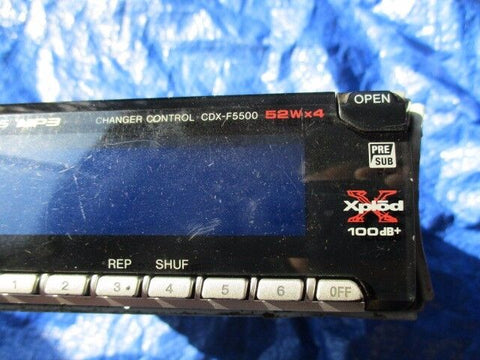 MP3
CHANGER CONTROL CDX-F5500 52W×4
OPEN
PRE
SUB
Xplōd
100dB+
REP SHUF
1 2 3 4 5 6 OFF